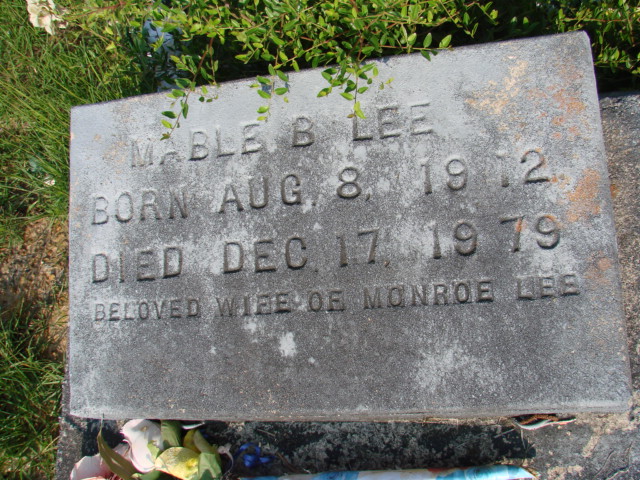 MABLE B LEE
BORN AUG. 8, 1912
DIED DEC. 17, 1979
BELOVED WIFE OF MONROE LEE